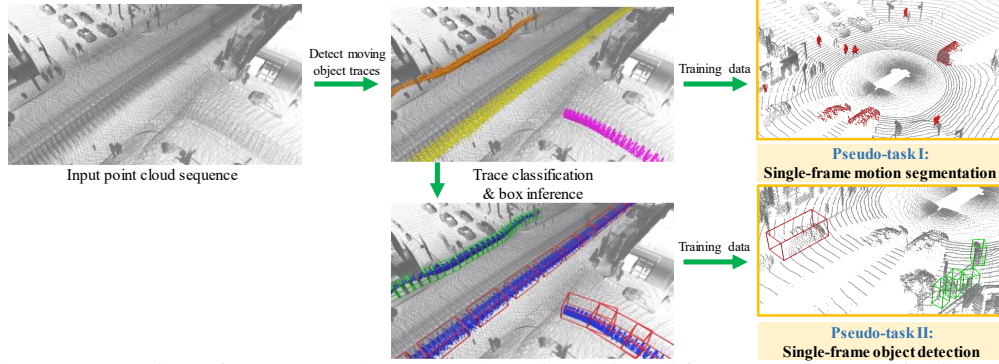 Detect moving
object traces
Training data
Input point cloud sequence
Trace classification
& box inference
Pseudo-task I:
Single-frame motion segmentation
Training data
Pseudo-task II:
Single-frame object detection